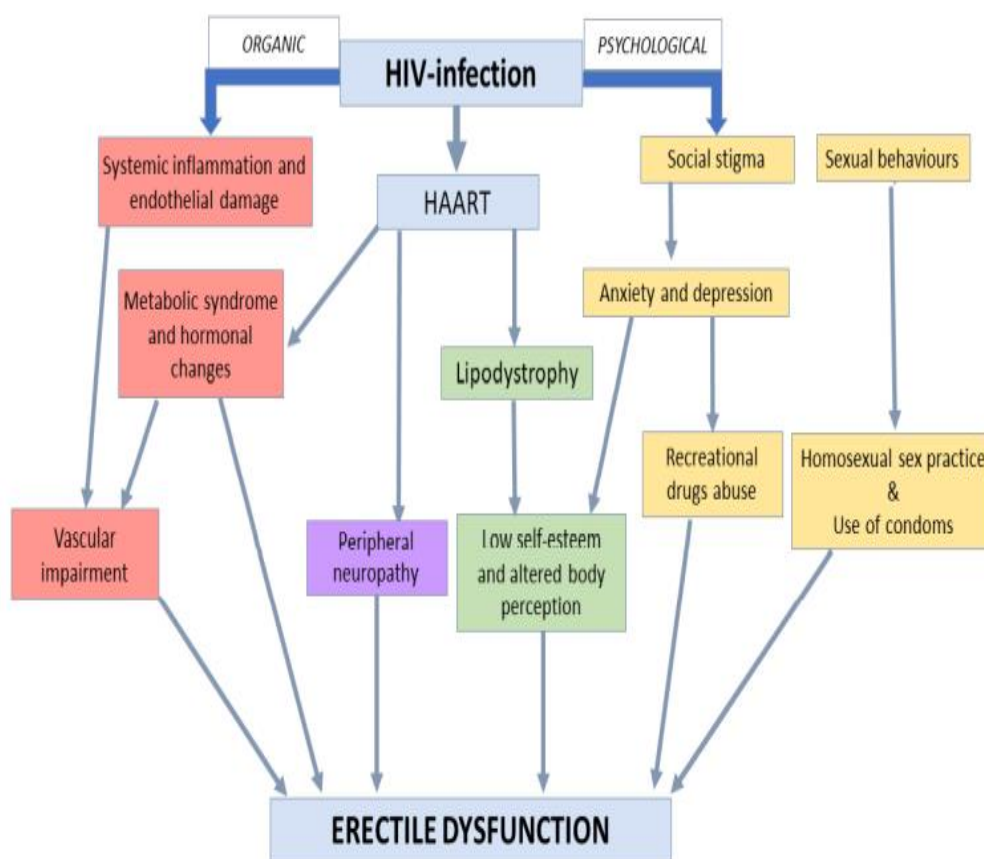 ORGANIC
HIV-infection
PSYCHOLOGICAL
Systemic inflammation and
endothelial damage
HAART
Social stigma
Sexual behaviours
Metabolic syndrome
and hormonal
changes
Anxiety and depression
Lipodystrophy
Recreational
drugs abuse
Homosexual sex practice
&
Use of condoms
Vascular
impairment
Peripheral
neuropathy
Low self-esteem
and altered body
perception
ERECTILE DYSFUNCTION